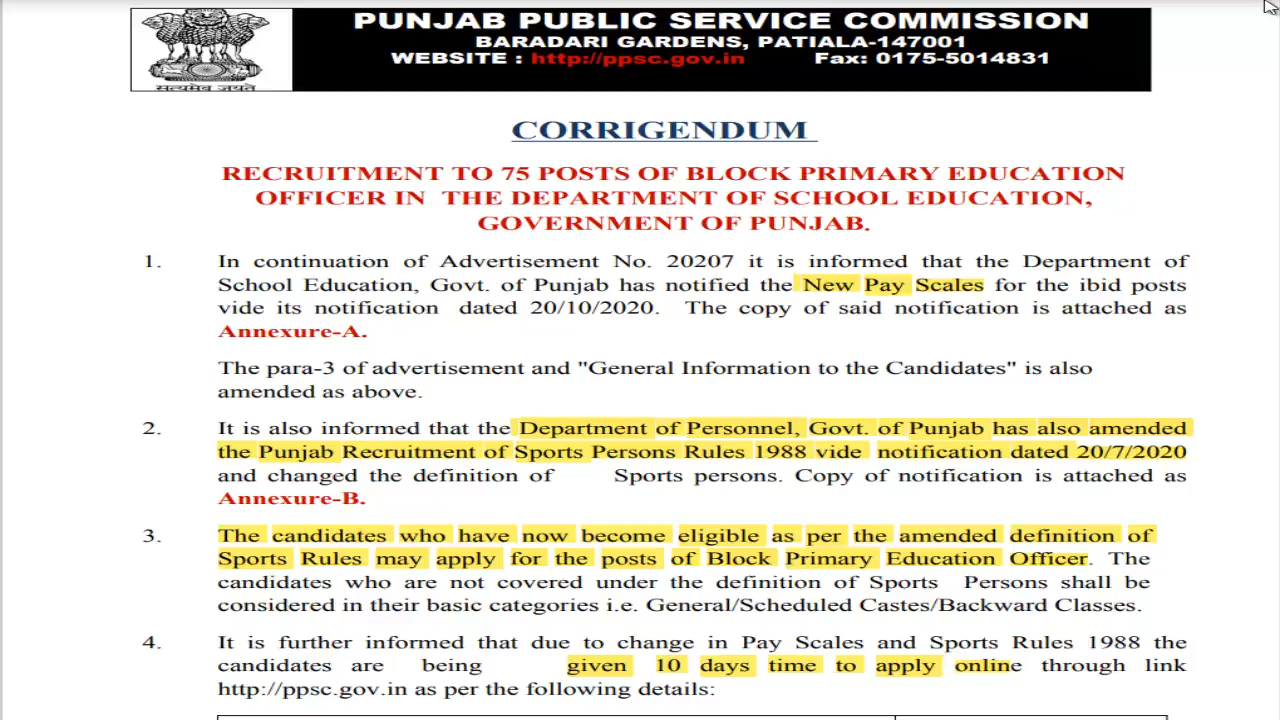 PUNJAB PUBLIC SERVICE COMMISSION
BARADARI GARDENS, PATIALA-147001
WEBSITE : http://ppsc.gov.in Fax: 0175-5014831
सत्यमेव जयते
CORRIGENDUM
RECRUITMENT TO 75 POSTS OF BLOCK PRIMARY EDUCATION
OFFICER IN THE DEPARTMENT OF SCHOOL EDUCATION,
GOVERNMENT OF PUNJAB.
1. In continuation of Advertisement No. 20207 it is informed that the Department of
School Education, Govt. of Punjab has notified the New Pay Scales for the ibid posts
vide its notification dated 20/10/2020. The copy of said notification is attached as
Annexure-A.
The para-3 of advertisement and "General Information to the Candidates" is also
amended as above.
2. It is also informed that the Department of Personnel, Govt. of Punjab has also amended
the Punjab Recruitment of Sports Persons Rules 1988 vide notification dated 20/7/2020
and changed the definition of Sports persons. Copy of notification is attached as
Annexure-B.
3. The candidates who have now become eligible as per the amended definition of
Sports Rules may apply for the posts of Block Primary Education Officer. The
candidates who are not covered under the definition of Sports Persons shall be
considered in their basic categories i.e. General/Scheduled Castes/Backward Classes.
4. It is further informed that due to change in Pay Scales and Sports Rules 1988 the
candidates are being given 10 days time to apply online through link
http://ppsc.gov.in as per the following details: